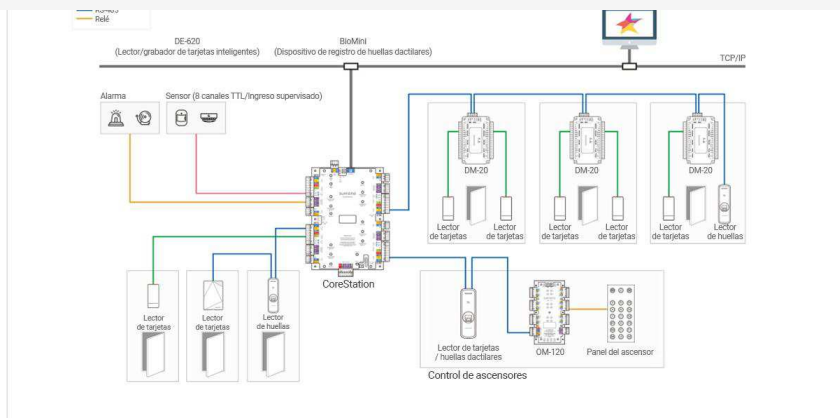 RS-485
Relé
DE-620
(Lector/grabador de tarjetas inteligentes)
BioMini
(Dispositivo de registro de huellas dactilares)
TCP/IP
Alarma
Sensor (8 canales TTL/Ingreso supervisado)
DM-20
DM-20
DM-20
Lector
de tarjetas
Lector
de tarjetas
Lector
de tarjetas
Lector
de tarjetas
Lector
de tarjetas
Lector
de huellas
CoreStation
Lector
de tarjetas
Lector
de tarjetas
Lector
de huellas
Lector de tarjetas
/ huellas dactilares
OM-120
Panel del ascensor
Control de ascensores